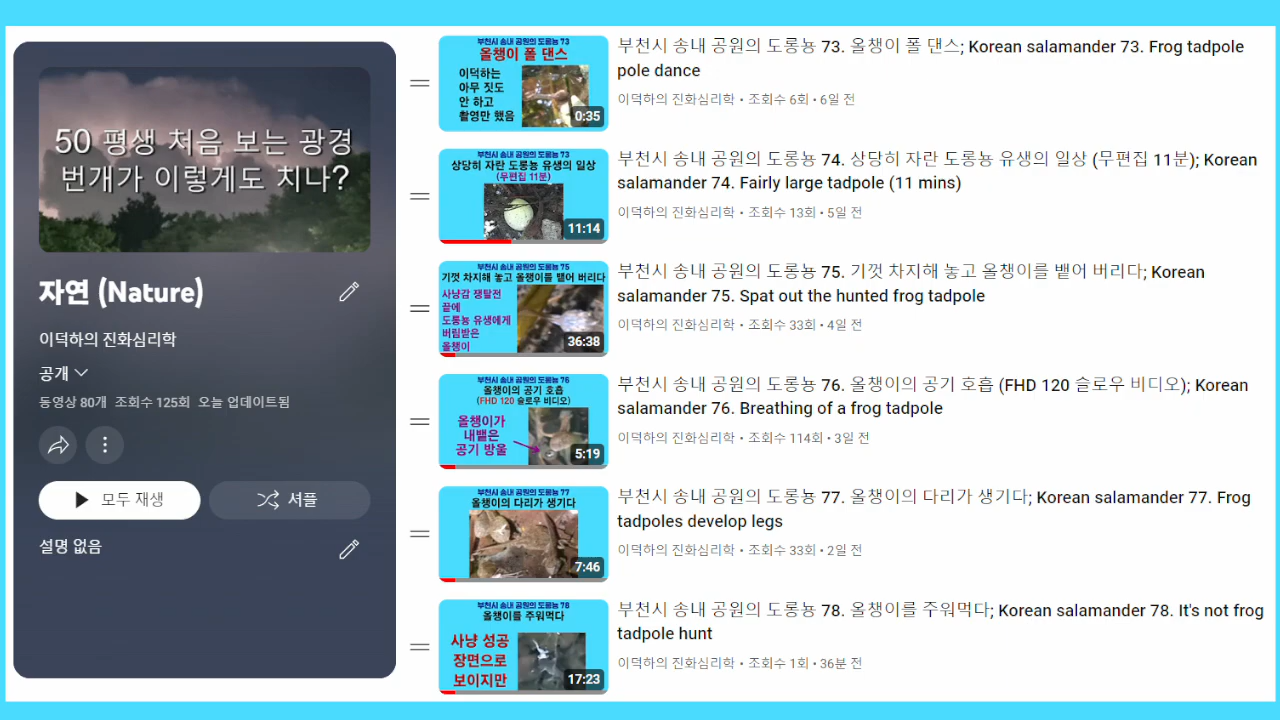 50 평생 처음 보는 광경
번개가 이렇게도 치나?
자연 (Nature)
이덕하의 진화심리학
공개
동영상 80개 조회수 125회 오늘 업데이트됨
모두 재생
셔플
설명 없음
부천시 송내 공원의 도롱뇽 73
올챙이 폴 댄스
이덕하는
아무 짓도
안 하고
촬영만 했음
0:35
부천시 송내 공원의 도롱뇽 73. 올챙이 폴 댄스; Korean salamander 73. Frog tadpole
pole dance
이덕하의 진화심리학 • 조회수 6회 • 6일 전
부천시 송내 공원의 도롱뇽 73
상당히 자란 도롱뇽 유생의 일상
(무편집 11분)
11:14
부천시 송내 공원의 도롱뇽 74. 상당히 자란 도롱뇽 유생의 일상 (무편집 11분); Korean
salamander 74. Fairly large tadpole (11 mins)
이덕하의 진화심리학 • 조회수 13회 • 5일 전
부천시 송내 공원의 도롱뇽 75
기껏 차지해 놓고 올챙이를 뱉어 버리다
사냥감 쟁탈전
끝에
도롱뇽 유생에게
버림받은
올챙이
36:38
부천시 송내 공원의 도롱뇽 75. 기껏 차지해 놓고 올챙이를 뱉어 버리다; Korean
salamander 75. Spat out the hunted frog tadpole
이덕하의 진화심리학 • 조회수 33회 • 4일 전
부천시 송내 공원의 도롱뇽 76
올챙이의 공기 호흡
(FHD 120 슬로우 비디오)
올챙이가
내뱉은
공기 방울
5:19
부천시 송내 공원의 도롱뇽 76. 올챙이의 공기 호흡 (FHD 120 슬로우 비디오); Korean
salamander 76. Breathing of a frog tadpole
이덕하의 진화심리학 • 조회수 114회 • 3일 전
부천시 송내 공원의 도롱뇽 77
올챙이의 다리가 생기다
7:46
부천시 송내 공원의 도롱뇽 77. 올챙이의 다리가 생기다; Korean salamander 77. Frog
tadpoles develop legs
이덕하의 진화심리학 • 조회수 33회 • 2일 전
부천시 송내 공원의 도롱뇽 78
올챙이를 주워먹다
사냥 성공
장면으로
보이지만
17:23
부천시 송내 공원의 도롱뇽 78. 올챙이를 주워먹다; Korean salamander 78. It's not frog
tadpole hunt
이덕하의 진화심리학 • 조회수 1회 • 36분 전